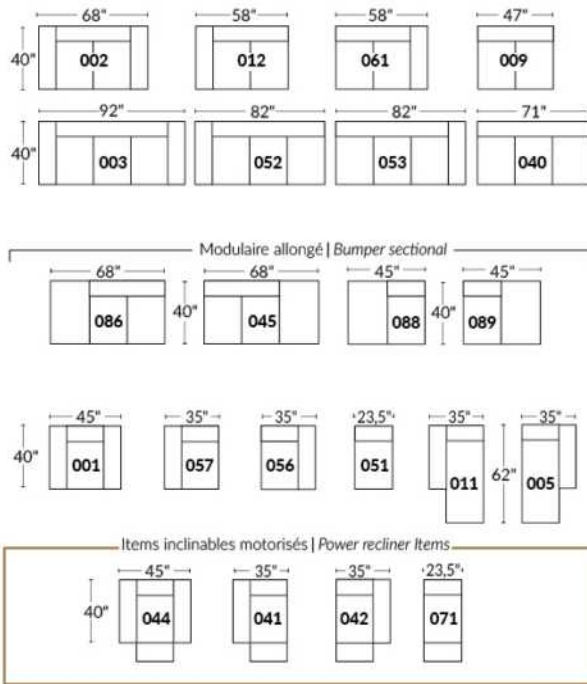 68" 58" 58" 47"
40" 002 012 061 009
92" 82" 82" 71"
40" 003 052 053 040
Modulaire allongé | Bumper sectional
68" 68" 45" 45"
086 40" 045 088 40" 089
45" 35" 35" 23,5" 35" 35"
40" 001 057 056 051 011 62" 005
Items inclinables motorisés | Power recliner Items
45" 35" 35" 23,5"
40" 044 041 042 071